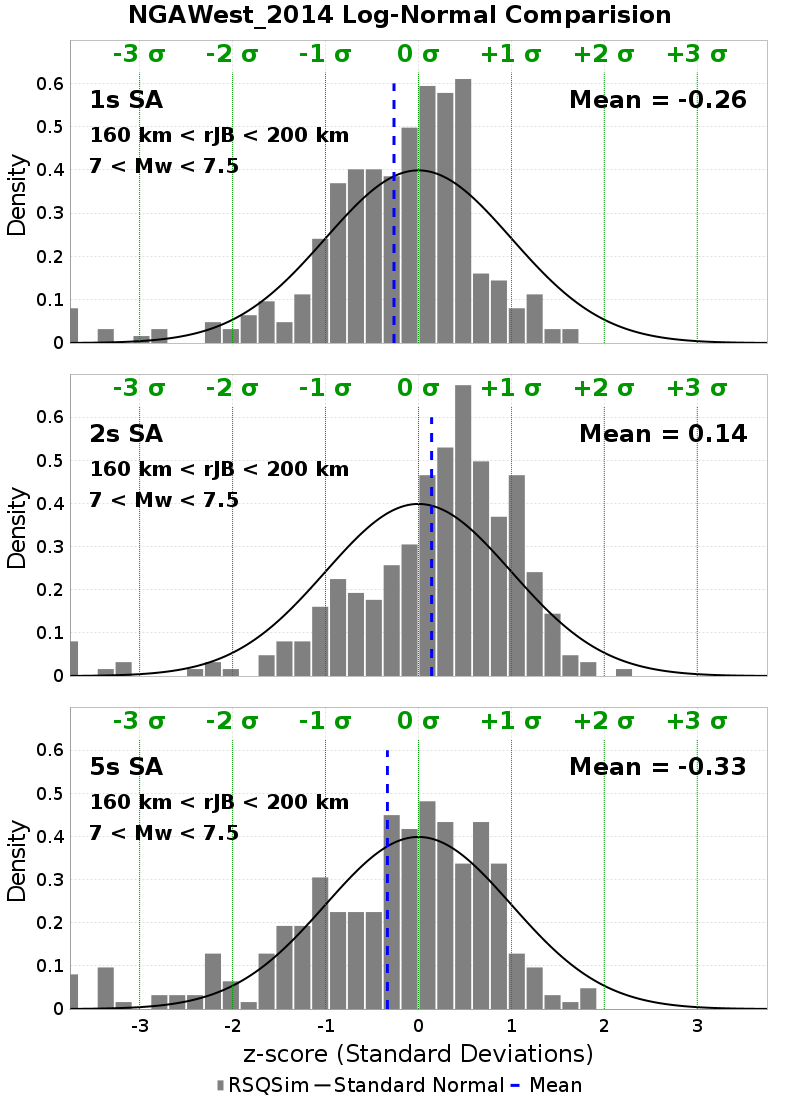 NGAWest_2014 Log-Normal Comparision
-3 σ -2 σ -1 σ 0 σ +1 σ +2 σ +3 σ
0.6
1s SA Mean = -0.26
0.5
160 km < rJB < 200 km
7 < Mw < 7.5
0.4
Density
0.3
0.2
0.1
0
-3 σ -2 σ -1 σ 0 σ +1 σ +2 σ +3 σ
0.6
2s SA Mean = 0.14
0.5
160 km < rJB < 200 km
7 < Mw < 7.5
0.4
Density
0.3
0.2
0.1
0
-3 σ -2 σ -1 σ 0 σ +1 σ +2 σ +3 σ
0.6
5s SA Mean = -0.33
0.5
160 km < rJB < 200 km
7 < Mw < 7.5
0.4
Density
0.3
0.2
0.1
0
-3 -2 -1 0 1 2 3
z-score (Standard Deviations)
RSQSim Standard Normal Mean